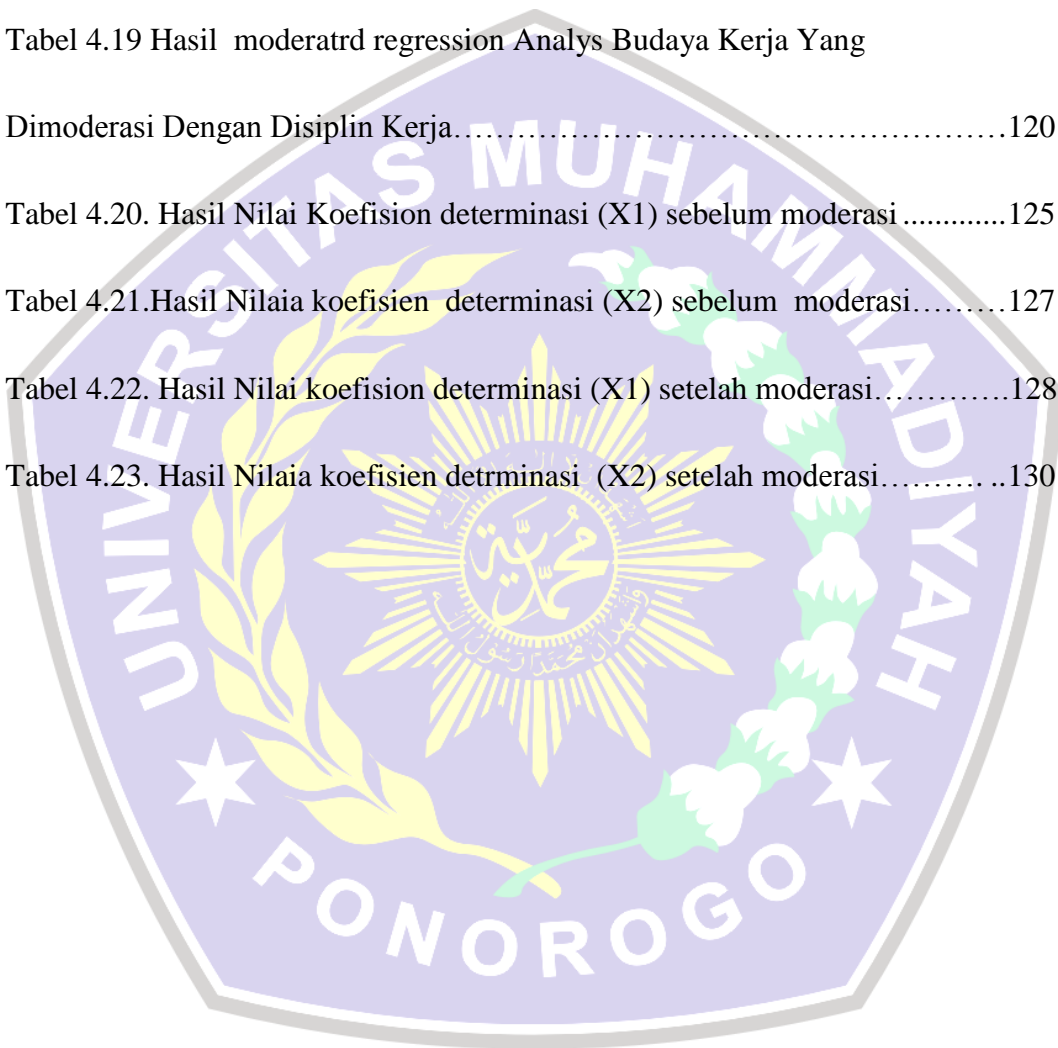 Tabel 4.19 Hasil  moderatrd regression Analys Budaya Kerja Yang
Dimoderasi Dengan Disiplin Kerja…………………………………………….120
Tabel 4.20. Hasil Nilai Koefision determinasi (X1) sebelum moderasi .............125
Tabel 4.21.Hasil Nilaia koefisien  determinasi (X2) sebelum  moderasi………127
Tabel 4.22. Hasil Nilai koefision determinasi (X1) setelah moderasi………….128
Tabel 4.23. Hasil Nilaia koefisien detrminasi  (X2) setelah moderasi………. ..130
UNIVERSITAS MUHAMMADIYAH
PONOROGO